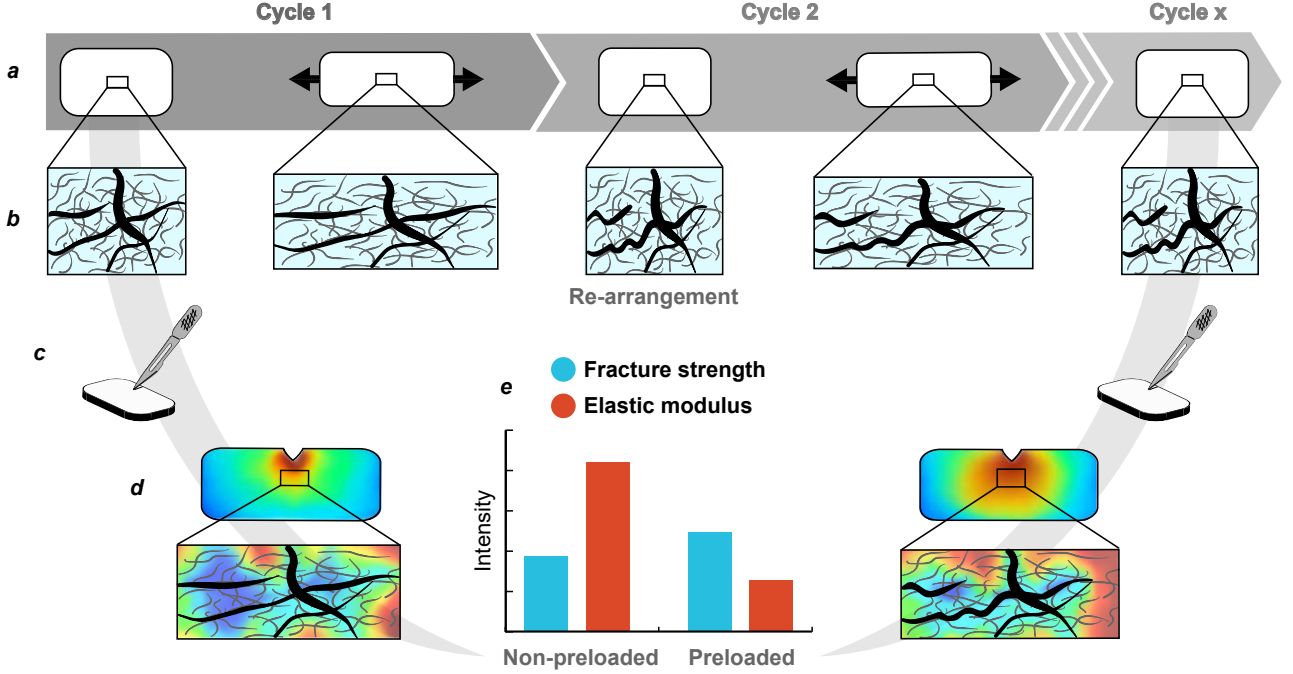 Cycle 1
Cycle 2
Cycle x
a
b
Re-arrangement
c
Fracture strength
e
Elastic modulus
d
Intensity
Non-preloaded
Preloaded